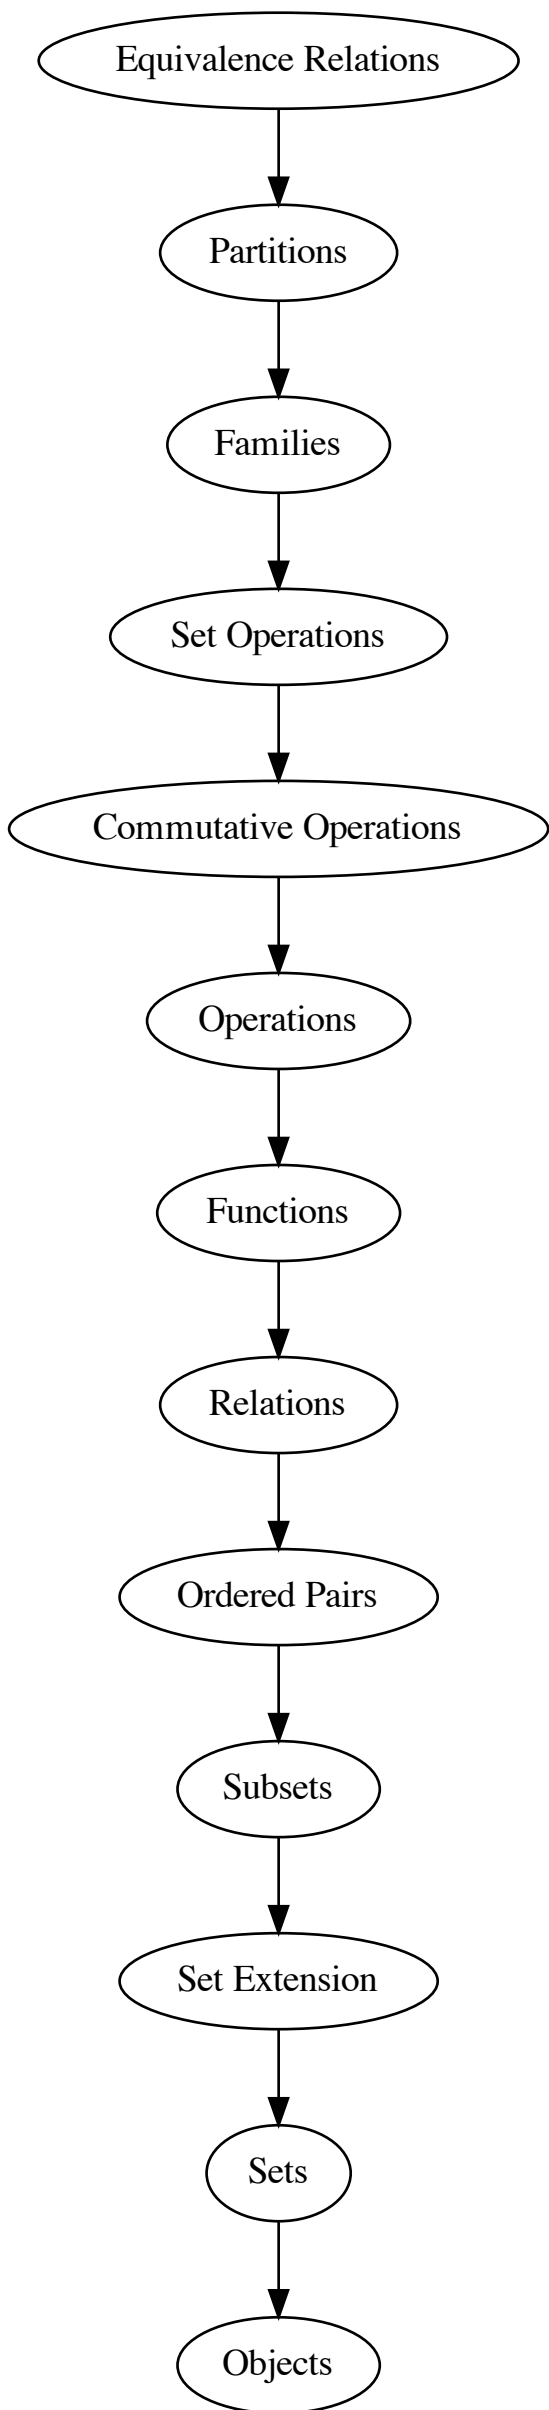 Equivalence Relations
Partitions
Families
Set Operations
Commutative Operations
Operations
Functions
Relations
Ordered Pairs
Subsets
Set Extension
Sets
Objects